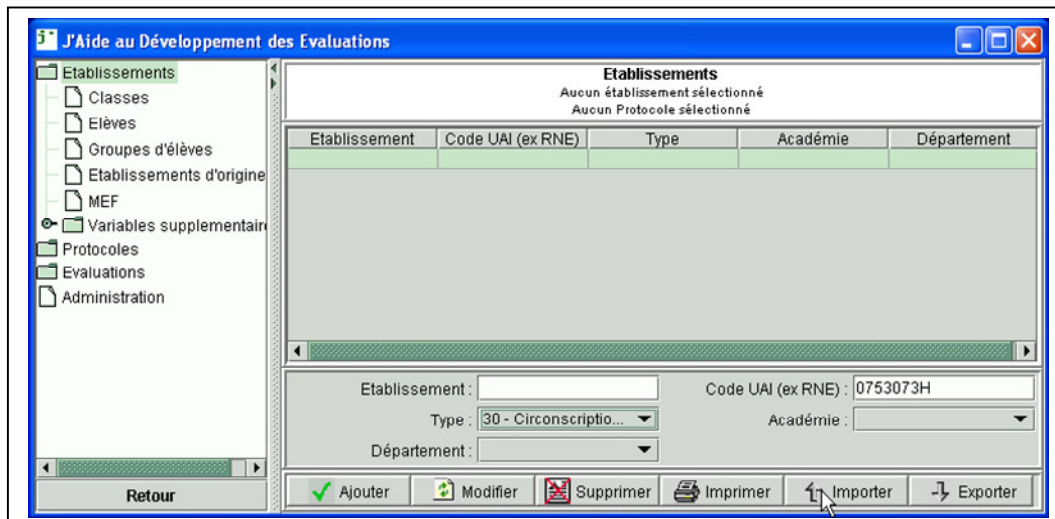 J'Aide au Développement des Evaluations
Etablissements
Classes
Elèves
Groupes d'élèves
Etablissements d'origine
MEF
Variables supplementair
Protocoles
Evaluations
Administration
Retour
Etablissements
Aucun établissement sélectionné
Aucun Protocole sélectionné
Etablissement Code UAI (ex RNE) Type Académie Département
Etablissement : Code UAI (ex RNE) : 0753073H
Type : 30 - Circonscriptio... Académie :
Département :
Ajouter Modifier Supprimer Imprimer Importer Exporter